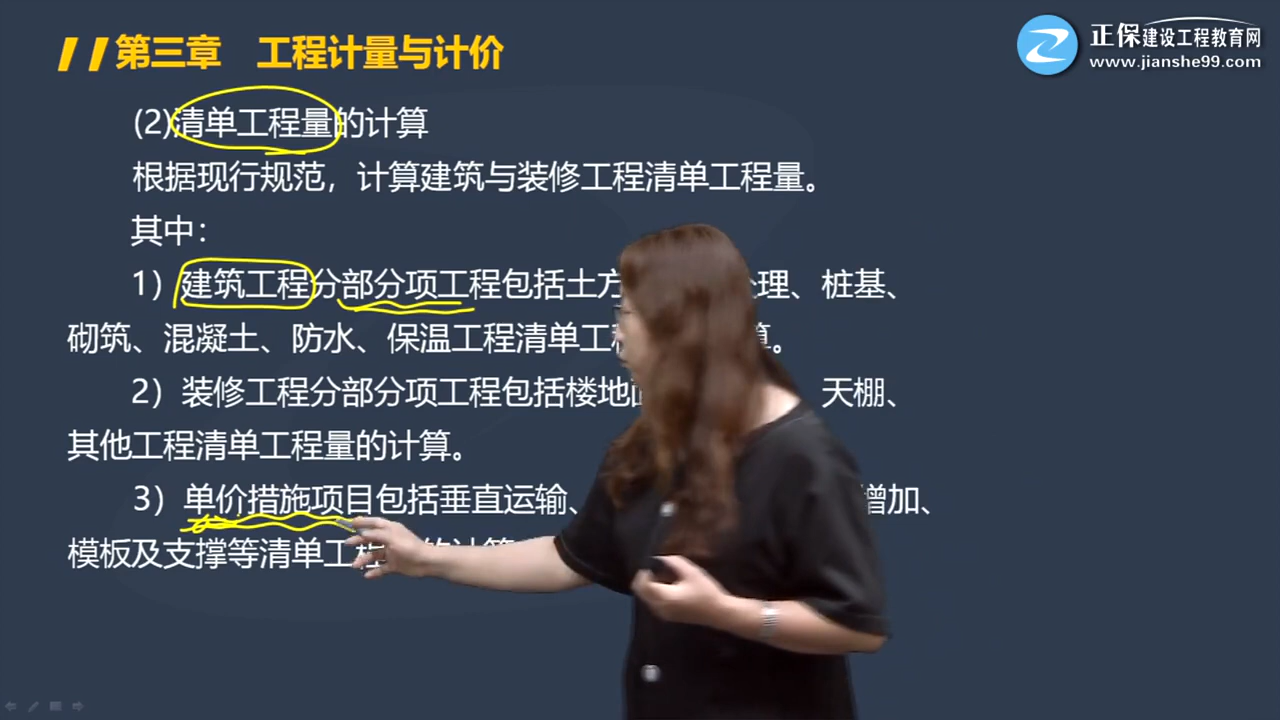 第三章 工程计量与计价
正保建设工程教育网
www.jianshe99.com
(2)清单工程量的计算
根据现行规范，计算建筑与装修工程清单工程量。
其中：
1）建筑工程分部分项工程包括土方 理、桩基、
砌筑、混凝土、防水、保温工程清单工 算。
2）装修工程分部分项工程包括楼地 天棚、
其他工程清单工程量的计算。
3）单价措施项目包括垂直运输、 增加、
模板及支撑等清单工程 的计算